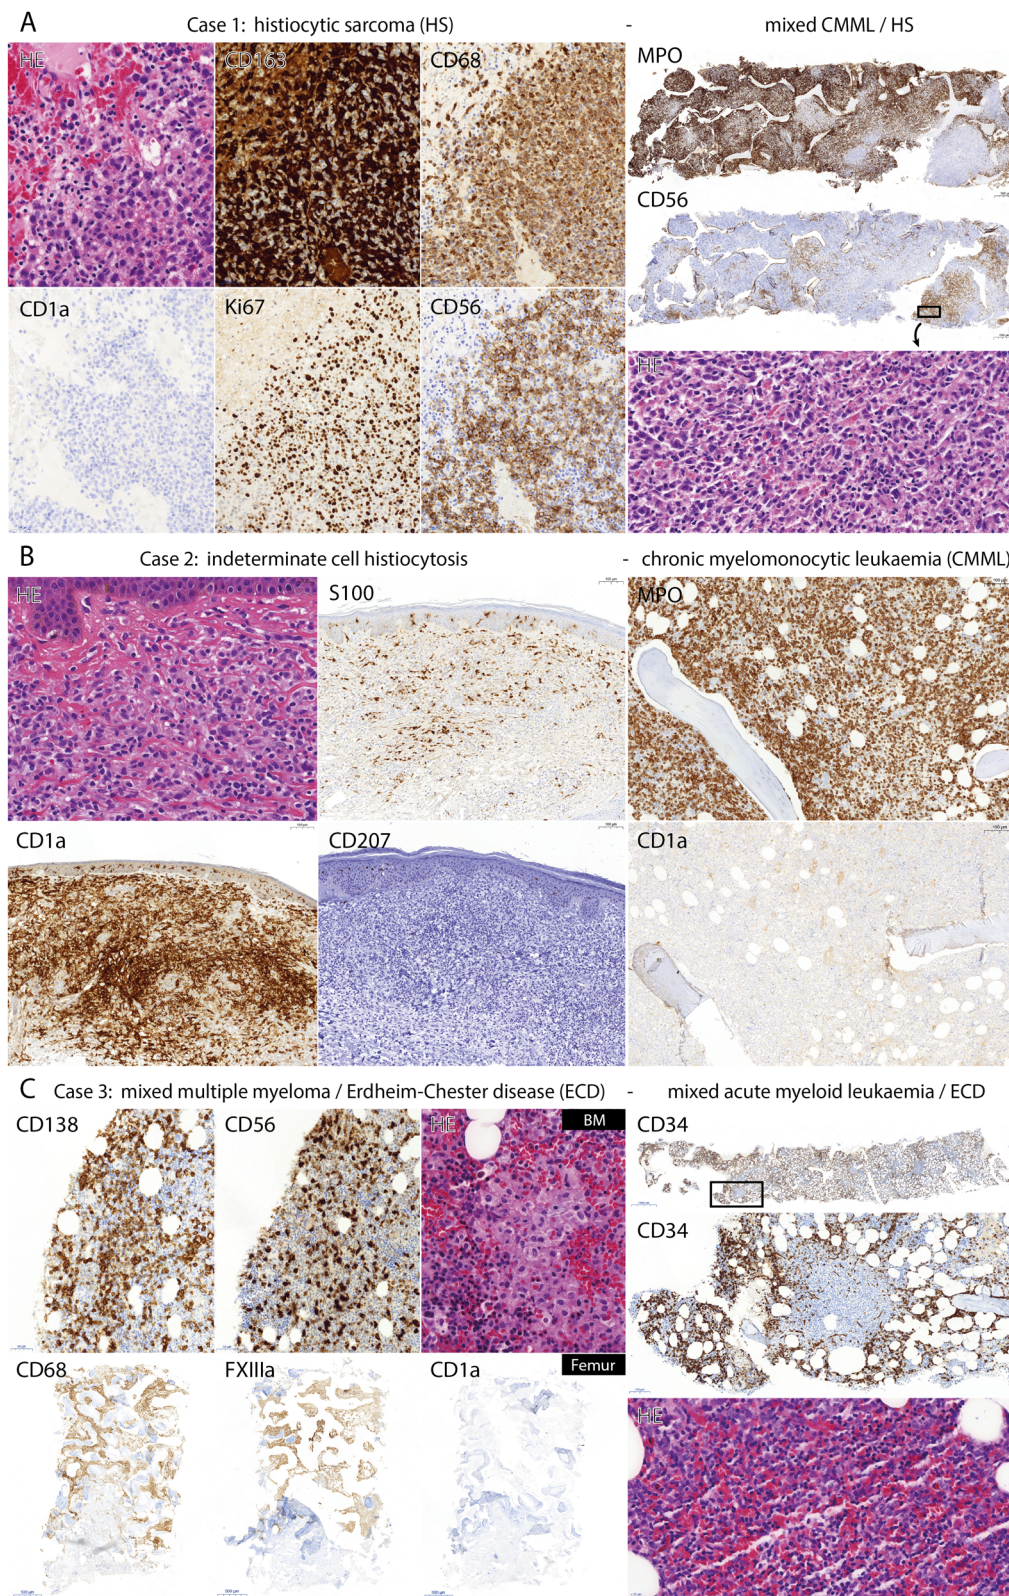 A
Case 1: histiocytic sarcoma (HS) - mixed CMML / HS
HE
CD163
CD68
MPO
CD56
CD1a
Ki67
CD56
HE
B
Case 2: indeterminate cell histiocytosis - chronic myelomonocytic leukaemia (CMML)
HE
S100
MPO
CD1a
CD207
CD1a
C
Case 3: mixed multiple myeloma / Erdheim-Chester disease (ECD) - mixed acute myeloid leukaemia / ECD
CD138
CD56
HE
BM
CD34
CD34
Femur
CD68
FXIIIa
CD1a
HE